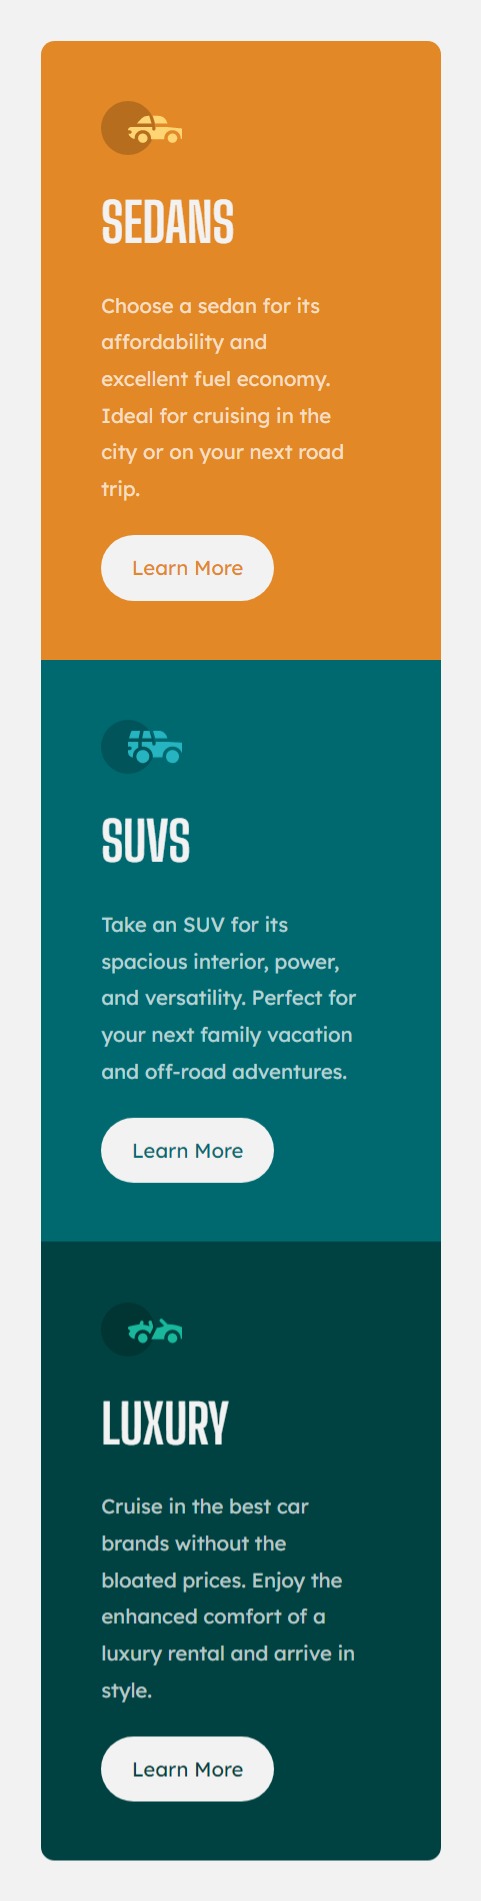 SEDANS
Choose a sedan for its
affordability and
excellent fuel economy.
Ideal for cruising in the
city or on your next road
trip.
Learn More
SUVS
Take an SUV for its
spacious interior, power,
and versatility. Perfect for
your next family vacation
and off-road adventures.
Learn More
LUXURY
Cruise in the best car
brands without the
bloated prices. Enjoy the
enhanced comfort of a
luxury rental and arrive in
style.
Learn More